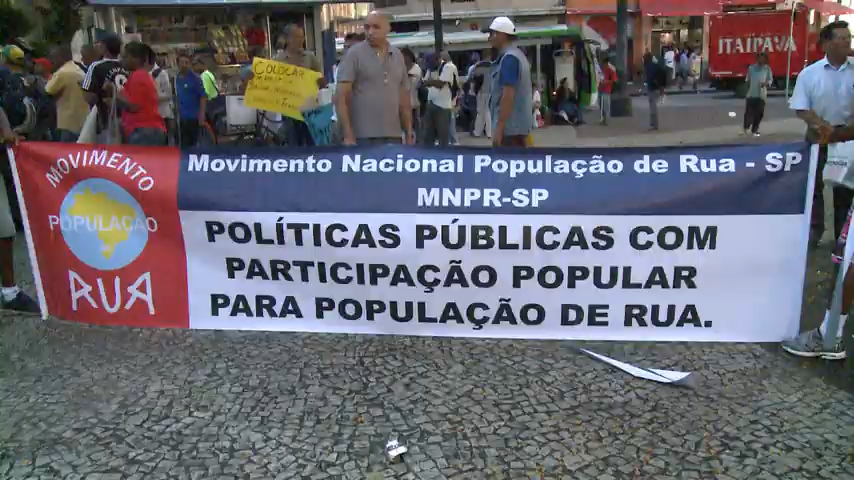 COLOCAR
ITAIPAVA
MOVIMENTO
POPULAÇÃO
RUA
Movimento Nacional População de Rua - SP
MNPR-SP
POLÍTICAS PÚBLICAS COM
PARTICIPAÇÃO POPULAR
PARA POPULAÇÃO DE RUA.